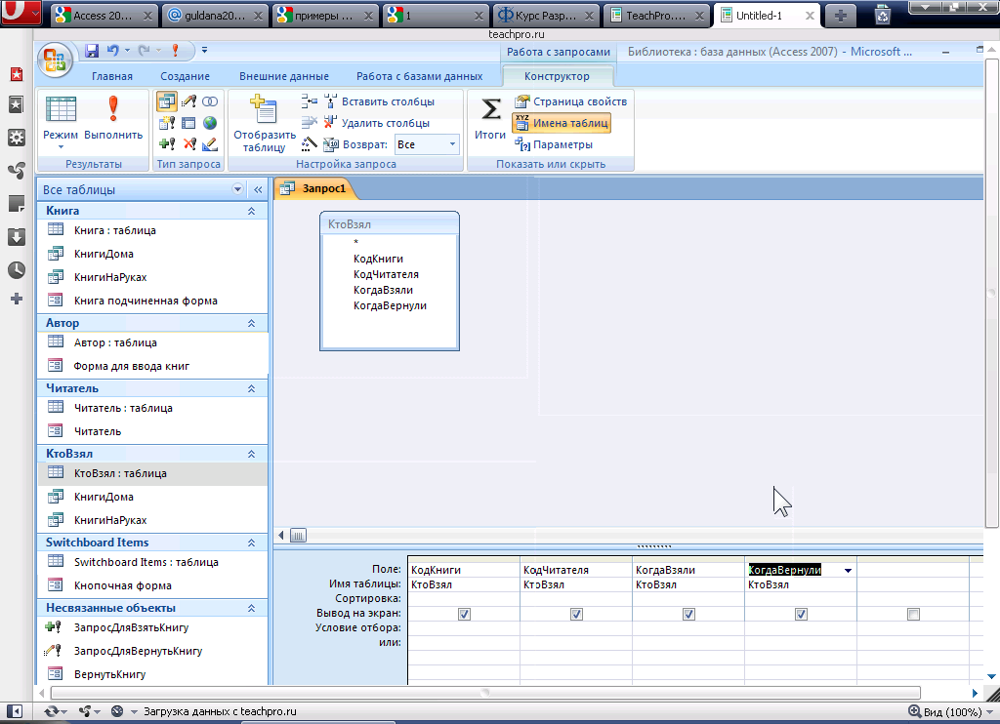 Access 20... guldana20... примеры ... 1 Курс Разр... TeachPro.... Untitled-1
teachpro.ru
Работа с запросами Библиотека : база данных (Access 2007) - Microsoft ...
Главная Создание Внешние данные Работа с базами данных Конструктор
Режим Выполнить
Результаты
Тип запроса
Отобразить таблицу
Вставить столбцы
Удалить столбцы
Возврат: Все
Настройка запроса
Итоги
Страница свойств
Имена таблиц
Параметры
Показать или скрыть
Все таблицы
Книга
Книга : таблица
КнигиДома
КнигиНаРуках
Книга подчиненная форма
Автор
Автор : таблица
Форма для ввода книг
Читатель
Читатель : таблица
Читатель
КтоВзял
КтоВзял : таблица
КнигиДома
КнигиНаРуках
Switchboard Items
Switchboard Items : таблица
Кнопочная форма
Несвязанные объекты
ЗапросДляВзятьКнигу
ЗапросДляВернутьКнигу
ВернутьКнигу
Запрос1
КтоВзял
*
КодКниги
КодЧитателя
КогдаВзяли
КогдаВернули
Поле: КодКниги КодЧитателя КогдаВзяли КогдаВернули
Имя таблицы: КтоВзял КтоВзял КтоВзял КтоВзял
Сортировка:
Вывод на экран:
Условие отбора:
или:
Загрузка данных с teachpro.ru Вид (100%)